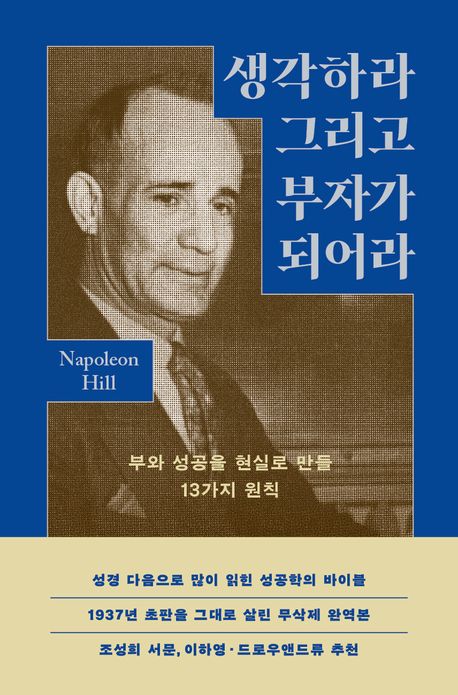 생각하라
그리고
부자가
되어라
Napoleon
Hill
부와 성공을 현실로 만들
13가지 원칙
성경 다음으로 많이 읽힌 성공학의 바이블
1937년 초판을 그대로 살린 무삭제 완역본
조성희 서문, 이하영·드로우앤드류 추천